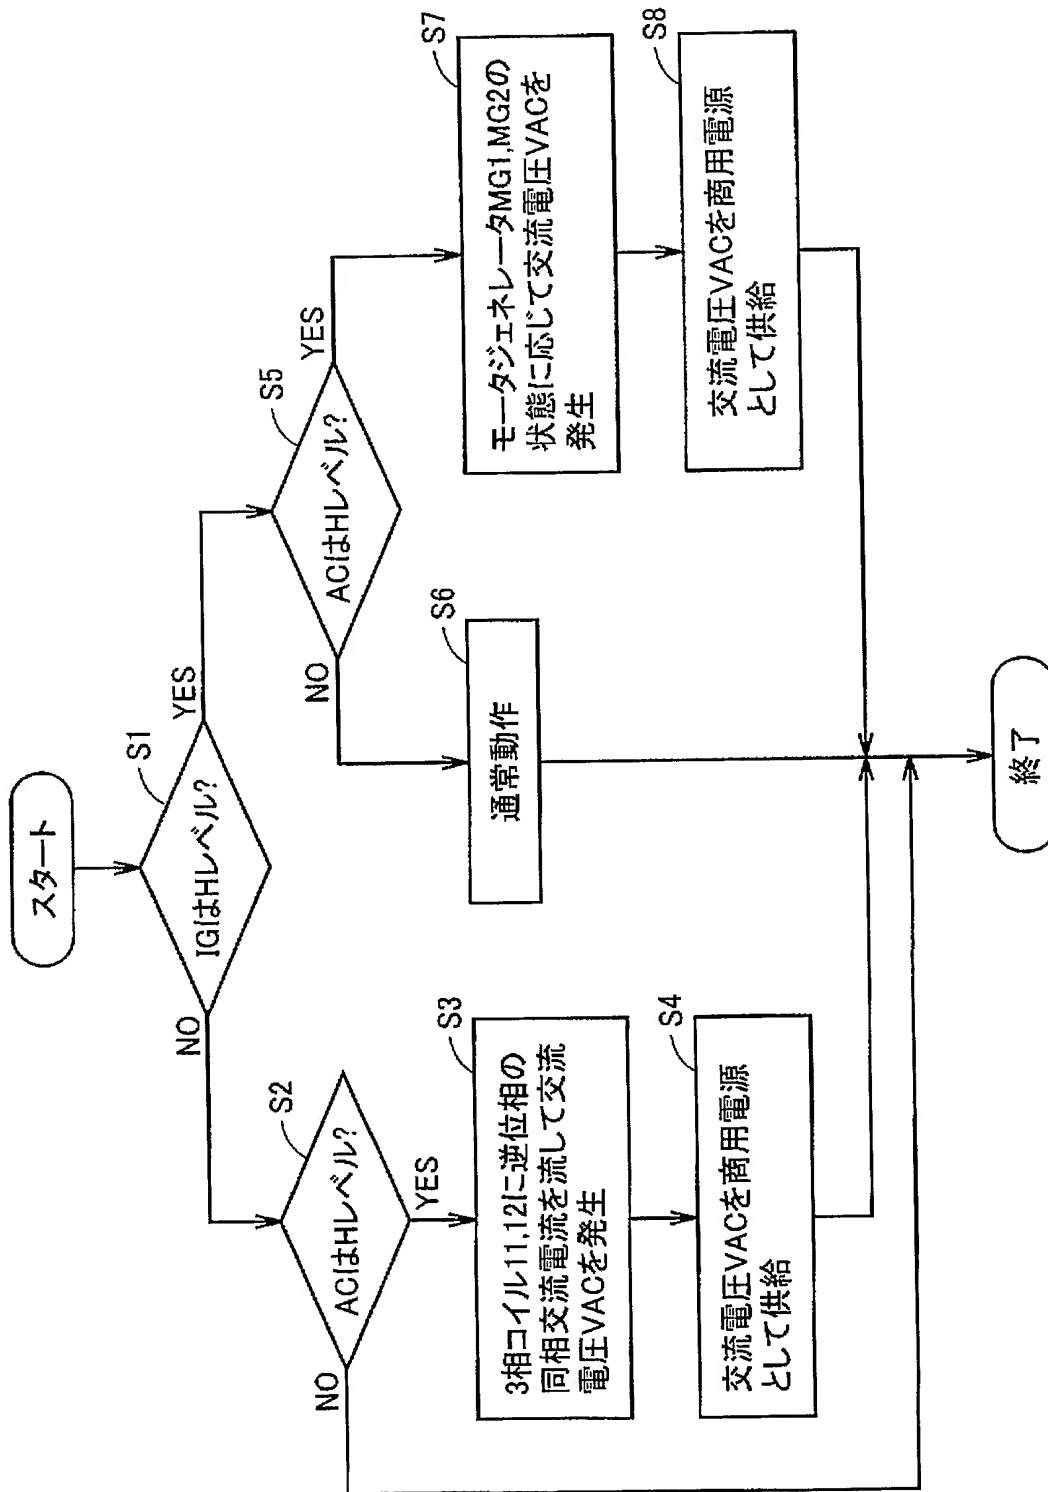 スタート
S1
IGはHレベル?
NO
YES
S2
ACはHレベル?
NO
YES
S3
3相コイル11,12に逆位相の
同相交流電流を流して交流
電圧VACを発生
S4
交流電圧VACを商用電源
として供給
S5
ACはHレベル?
NO
YES
S6
通常動作
S7
モータジェネレータMG1,MG2の
状態に応じて交流電圧VACを
発生
S8
交流電圧VACを商用電源
として供給
終了